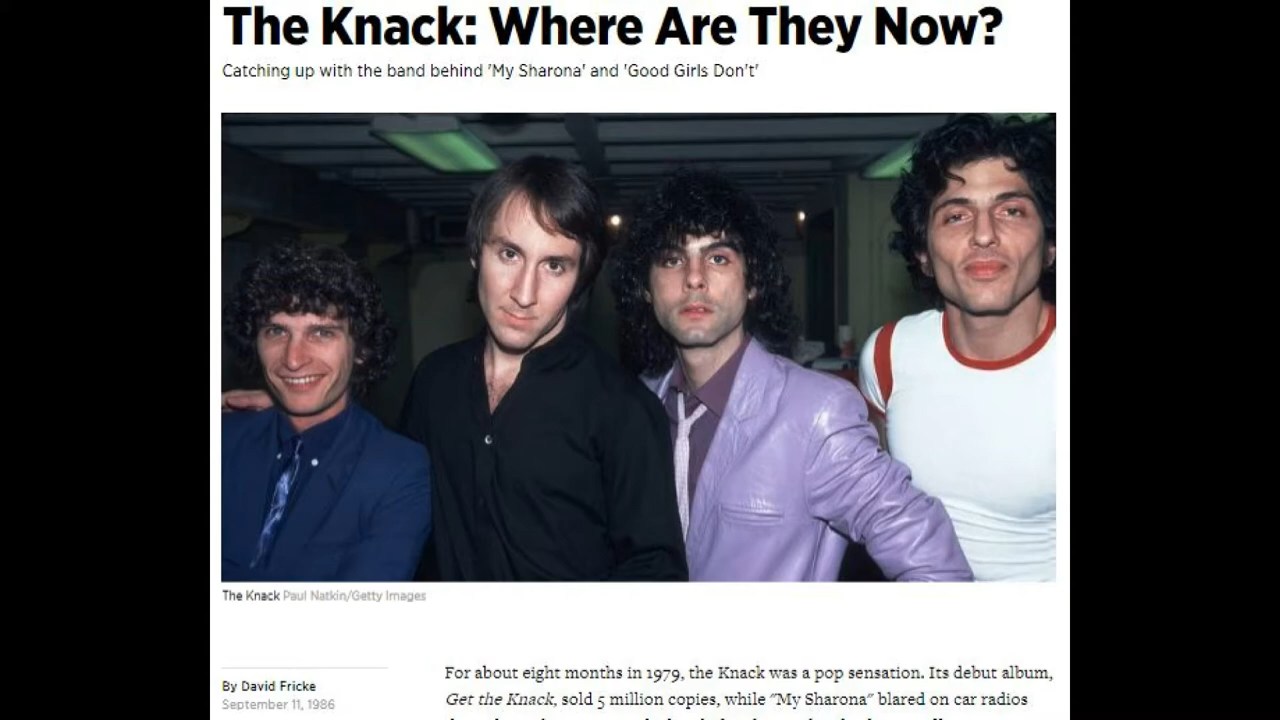 The Knack: Where Are They Now?
Catching up with the band behind 'My Sharona' and 'Good Girls Don't'
The Knack Paul Natkin/Getty Images
By David Fricke
September 11, 1986
For about eight months in 1979, the Knack was a pop sensation. Its debut album,
Get the Knack, sold 5 million copies, while "My Sharona" blared on car radios